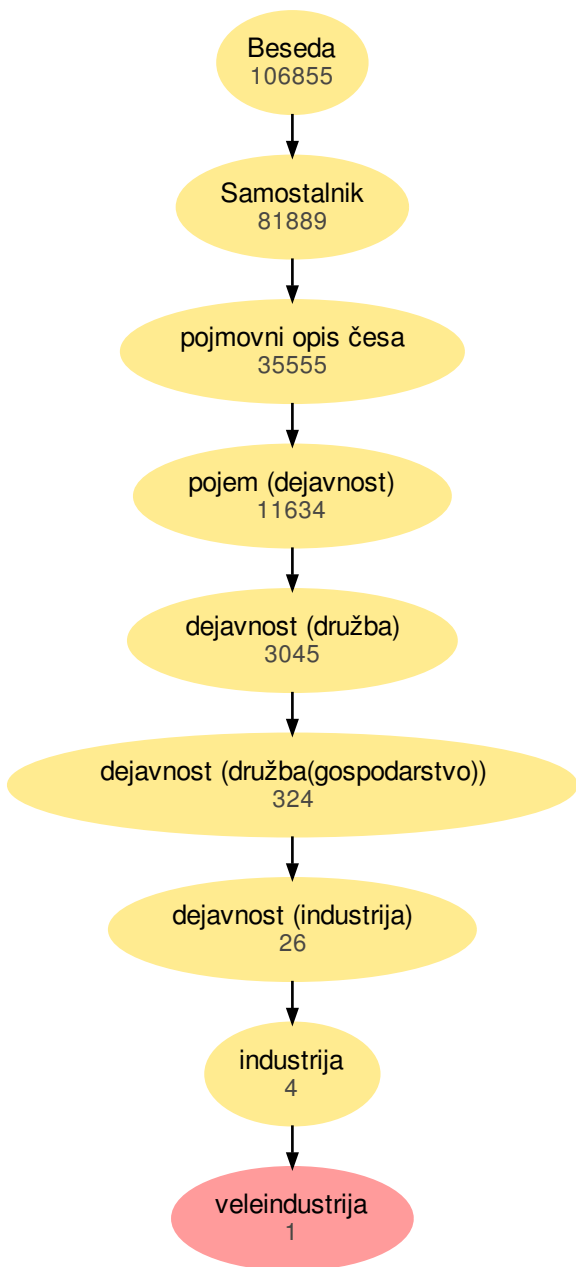 Beseda
106855
Samostalnik
81889
pojmovni opis česa
35555
pojem (dejavnost)
11634
dejavnost (družba)
3045
dejavnost (družba(gospodarstvo))
324
dejavnost (industrija)
26
industrija
4
veleindustrija
1